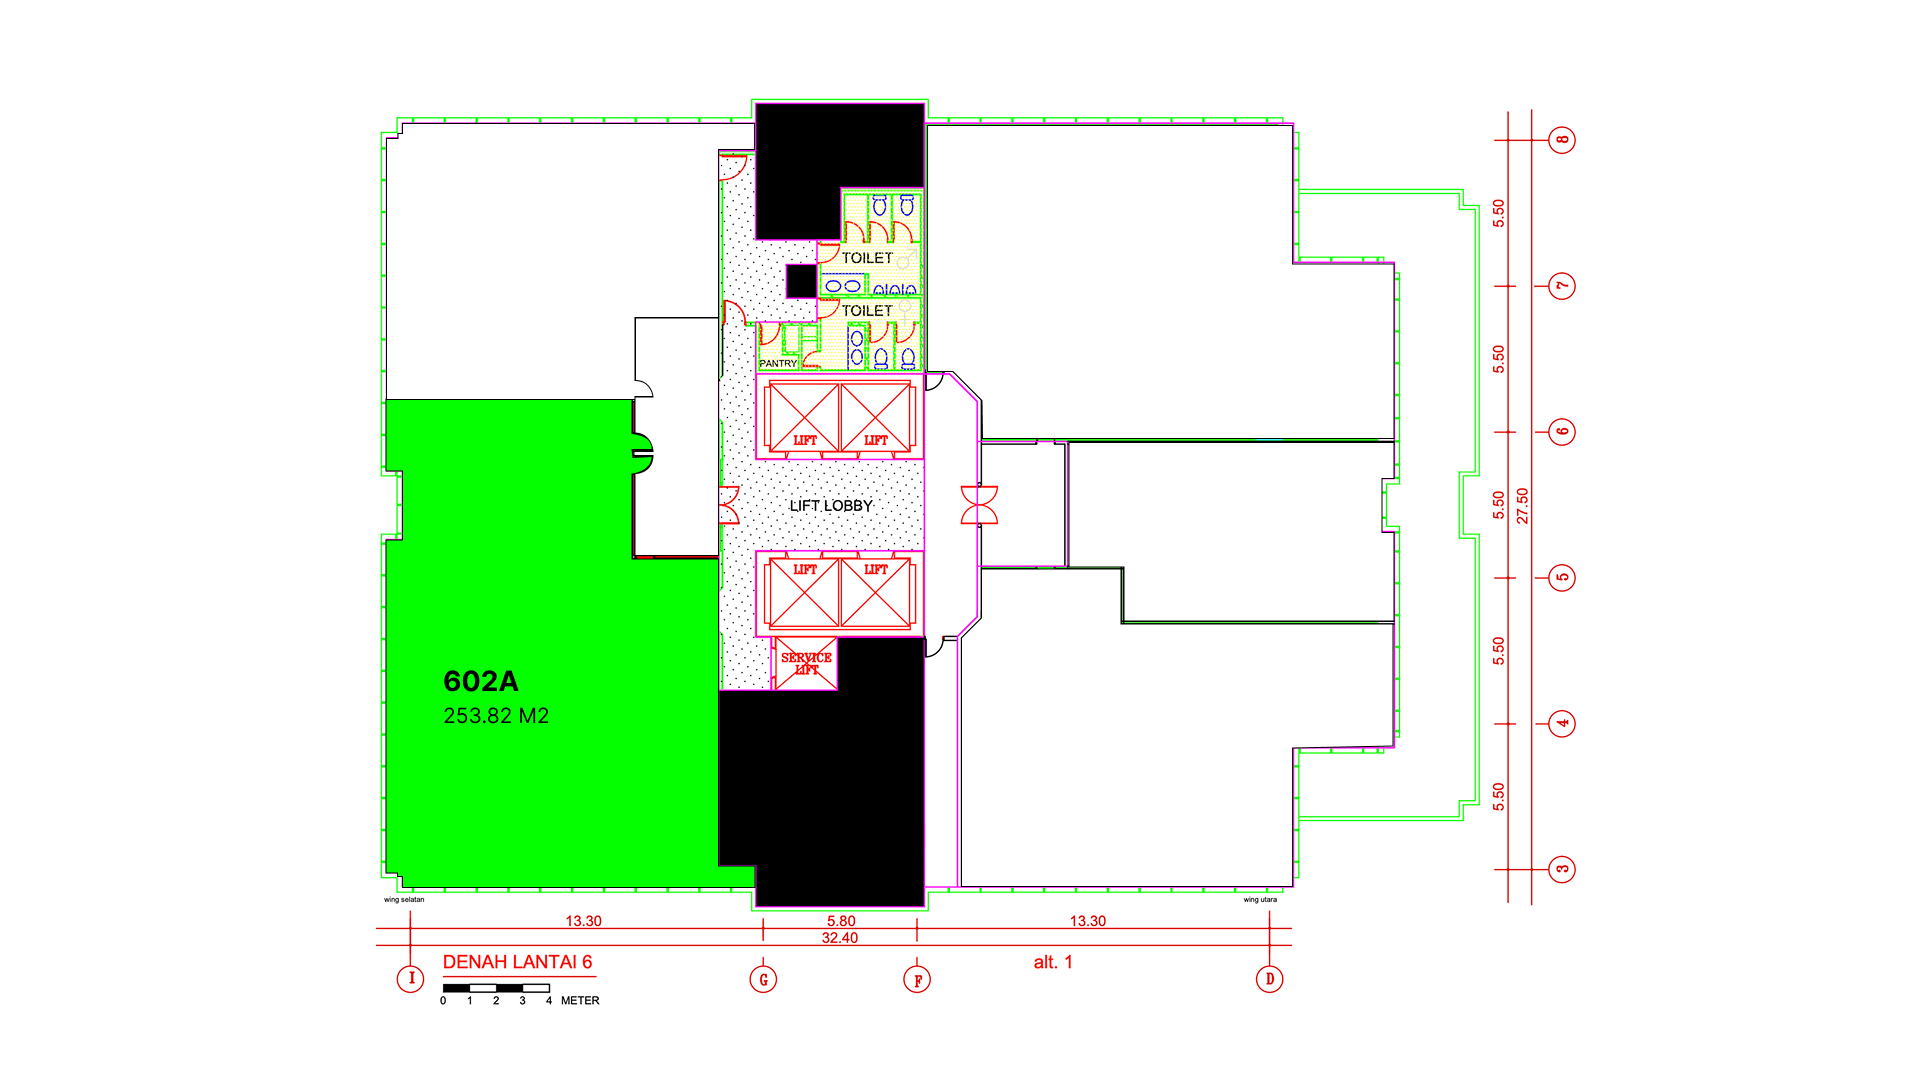 8
5.50
TOILET
7
TOILET
5.50
PANTRY
6
LIFT LIFT
LIFT LOBBY
5.50
27.50
LIFT LIFT
5
SERVICE
LIFT
5.50
602A
253.82 M2
4
5.50
3
wing selatan
wing utara
13.30 5.80 13.30
32.40
DENAH LANTAI 6
alt. 1
I G F D
0 1 2 3 4 METER